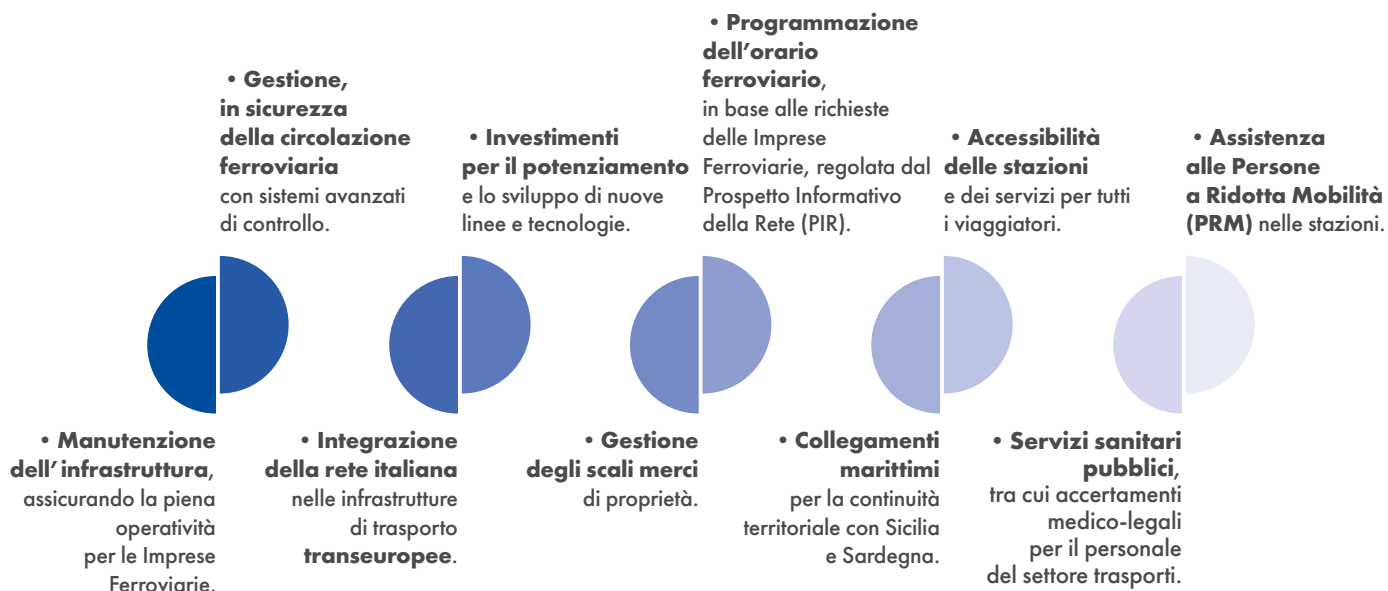 • Gestione,
in sicurezza
della circolazione
ferroviaria
con sistemi avanzati
di controllo.
• Investimenti
per il potenziamento
e lo sviluppo di nuove
linee e tecnologie.
• Programmazione
dell'orario
ferroviario,
in base alle richieste
delle Imprese
Ferroviarie, regolata dal
Prospetto Informativo
della Rete (PIR).
• Accessibilità
delle stazioni
e dei servizi per tutti
i viaggiatori.
• Assistenza
alle Persone
a Ridotta Mobilità
(PRM) nelle stazioni.
• Manutenzione
dell'infrastruttura,
assicurando la piena
operatività
per le Imprese
Ferroviarie.
• Integrazione
della rete italiana
nelle infrastrutture
di trasporto
transeuropee.
• Gestione
degli scali merci
di proprietà.
• Collegamenti
marittimi
per la continuità
territoriale con Sicilia
e Sardegna.
• Servizi sanitari
pubblici,
tra cui accertamenti
medico-legali
per il personale
del settore trasporti.